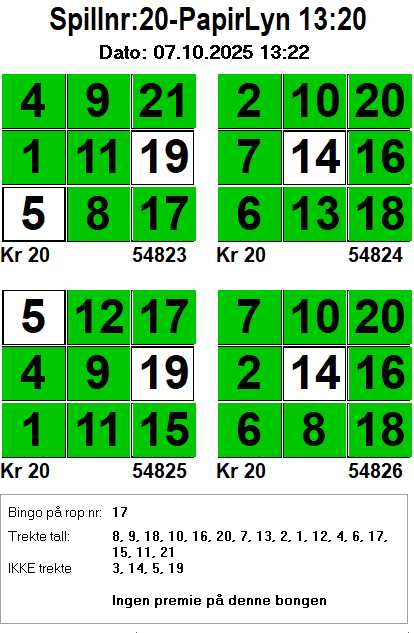 Spillnr:20-PapirLyn 13:20
Dato: 07.10.2025 13:22
4 9 21
1 11 19
5 8 17
Kr 20 54823
2 10 20
7 14 16
6 13 18
Kr 20 54824
5 12 17
4 9 19
1 11 15
Kr 20 54825
7 10 20
2 14 16
6 8 18
Kr 20 54826
Bingo på rop nr: 17
Trekte tall: 8, 9, 18, 10, 16, 20, 7, 13, 2, 1, 12, 4, 6, 17,
15, 11, 21
IKKE trekte 3, 14, 5, 19
Ingen premie på denne bongen